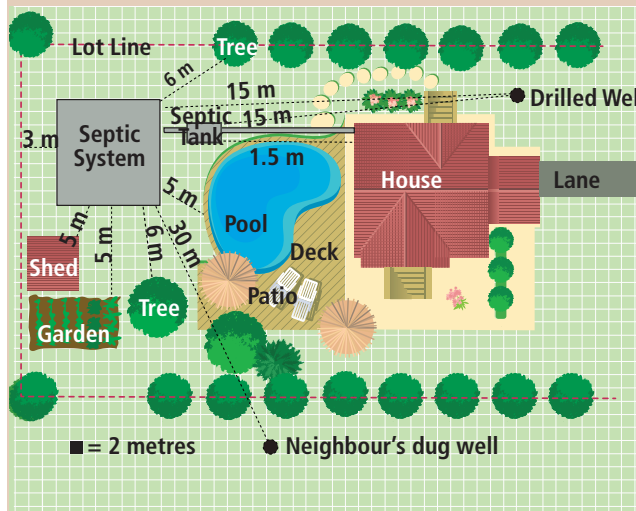 Lot Line
Tree
6 m
15 m
Drilled Wel
Septic
Tank
15 m
3 m
Septic
System
1.5 m
House
Lane
5 m
Pool
5 m
5 m
6 m
30 m
Deck
Shed
Patio
Tree
Garden
= 2 metres
Neighbour's dug well